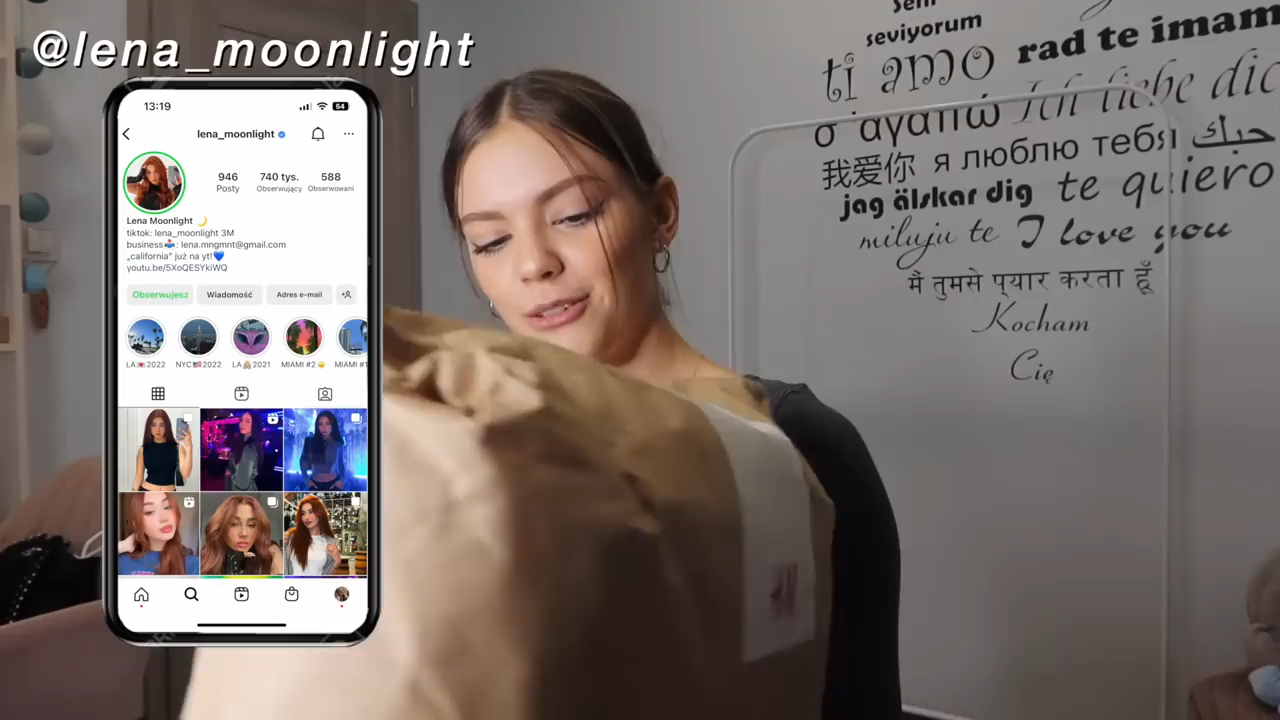 @lena_moonlight
13:19
54
lena_moonlight
946
740 tys.
588
Posty
Obserwujący
Obserwowani
Lena Moonlight
tiktok: lena_moonlight 3M
business : lena.mngmnt@gmail.com
„california” już na yt!
youtu.be/5XoQESYkiWQ
Obserwujesz
Wiadomość
Adres e-mail
LA 2022
NYC 2022
LA 2021
MIAMI #2
MIAMI #1
seviyorum
ti amo
rad te imam
σ'αγαπώ
Ich liebe dic
我爱你
я люблю тебя
حبك
jag älskar dig
te quiero
miluju te
I love you
मैं तुमसे प्यार करता हूँ
Kocham
Cię